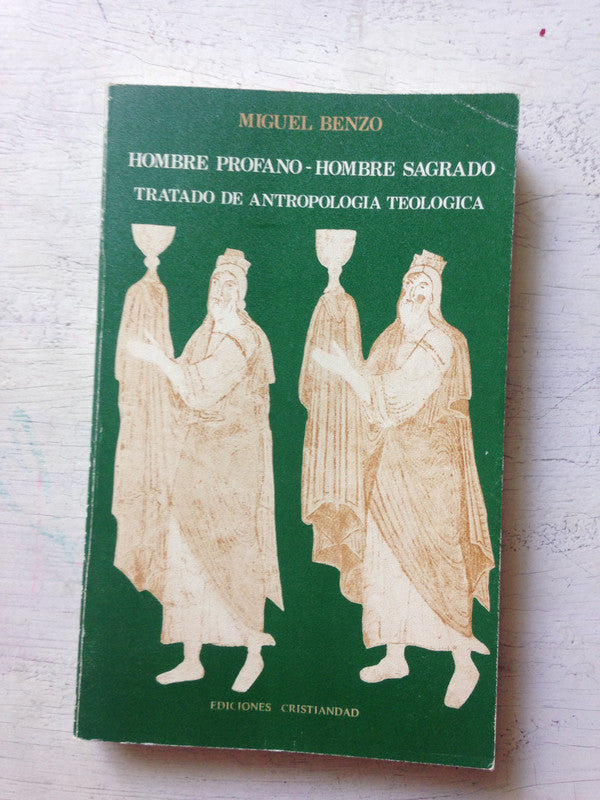 MIGUEL BENZO
HOMBRE PROFANO - HOMBRE SAGRADO
TRATADO DE ANTROPOLOGIA TEOLOGICA
EDICIONES CRISTIANDAD